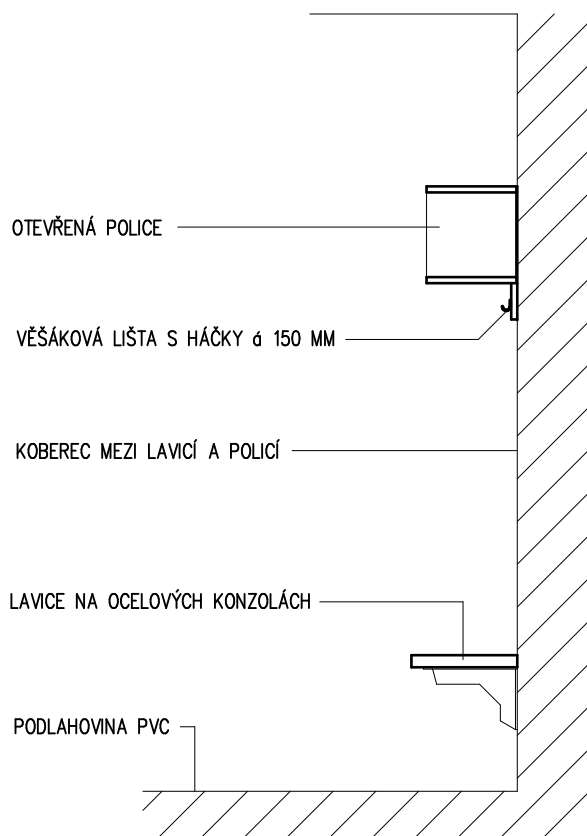 OTEVŘENÁ POLICE
VĚŠÁKOVÁ LIŠTA S HÁČKY á 150 MM
KOBEREC MEZI LAVICÍ A POLICÍ
LAVICE NA OCELOVÝCH KONZOLÁCH
PODLAHOVINA PVC